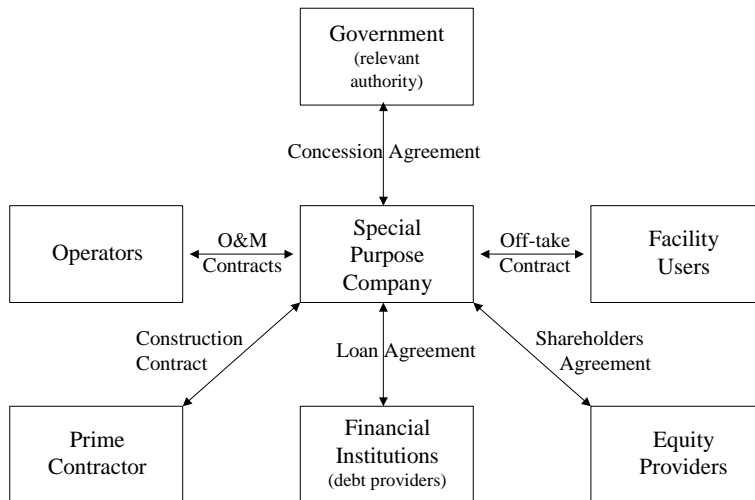 Government
(relevant
authority)
Concession Agreement
Operators
O&M
Contracts
Special
Purpose
Company
Off-take
Contract
Facility
Users
Construction
Contract
Loan Agreement
Shareholders
Agreement
Prime
Contractor
Financial
Institutions
(debt providers)
Equity
Providers